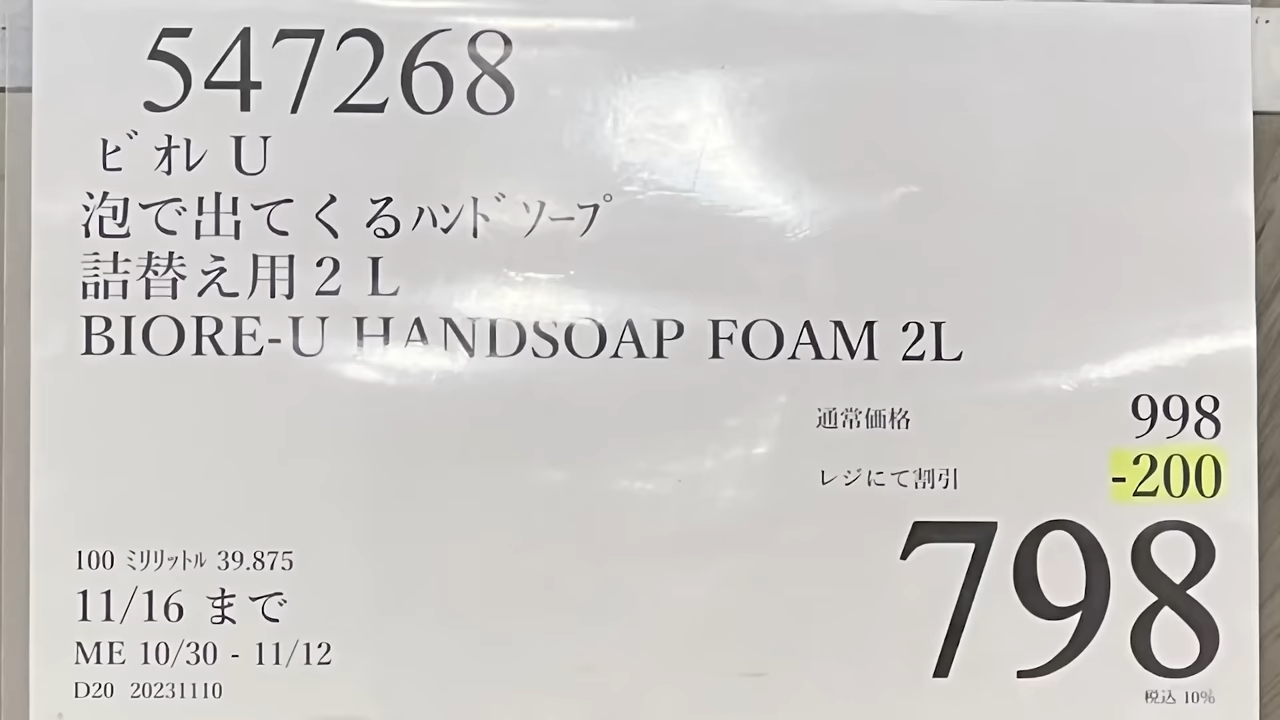 547268
ﾋﾞｵﾚ U
泡で出てくるﾊﾝﾄﾞｿｰﾌﾟ
詰替え用２Ｌ
BIORE-U HANDSOAP FOAM 2L
通常価格 998
レジにて割引 -200
798
税込 10%
100 ﾐﾘﾘｯﾄﾙ 39.875
11/16 まで
ME 10/30 - 11/12
D20 20231110